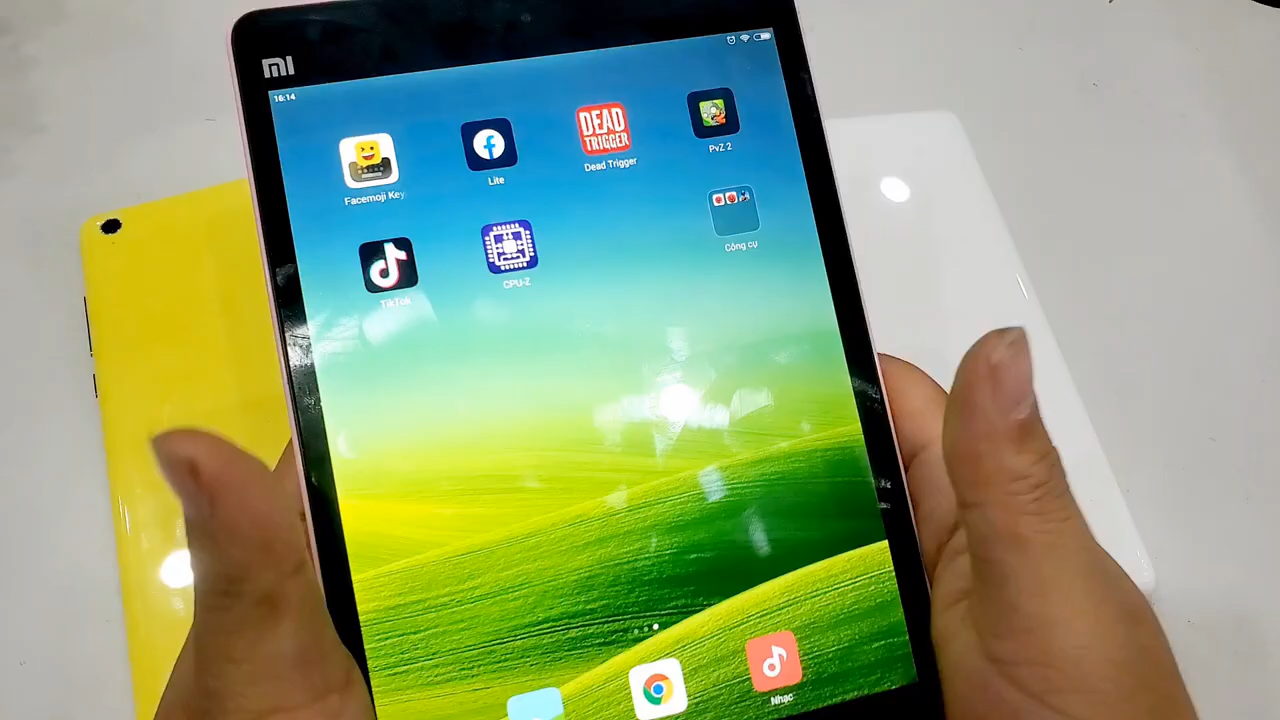 mi
16:14
Facemoji Key
Lite
DEAD
TRIGGER
Dead Trigger
PvZ 2
TikTok
CPU-Z
Công cụ
Nhạc